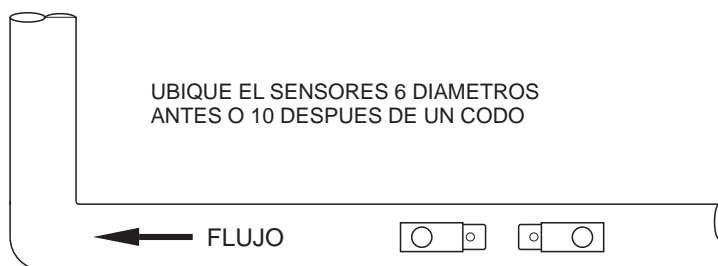 UBIQUE EL SENSORES 6 DIAMETROS
ANTES O 10 DESPUES DE UN CODO
FLUJO